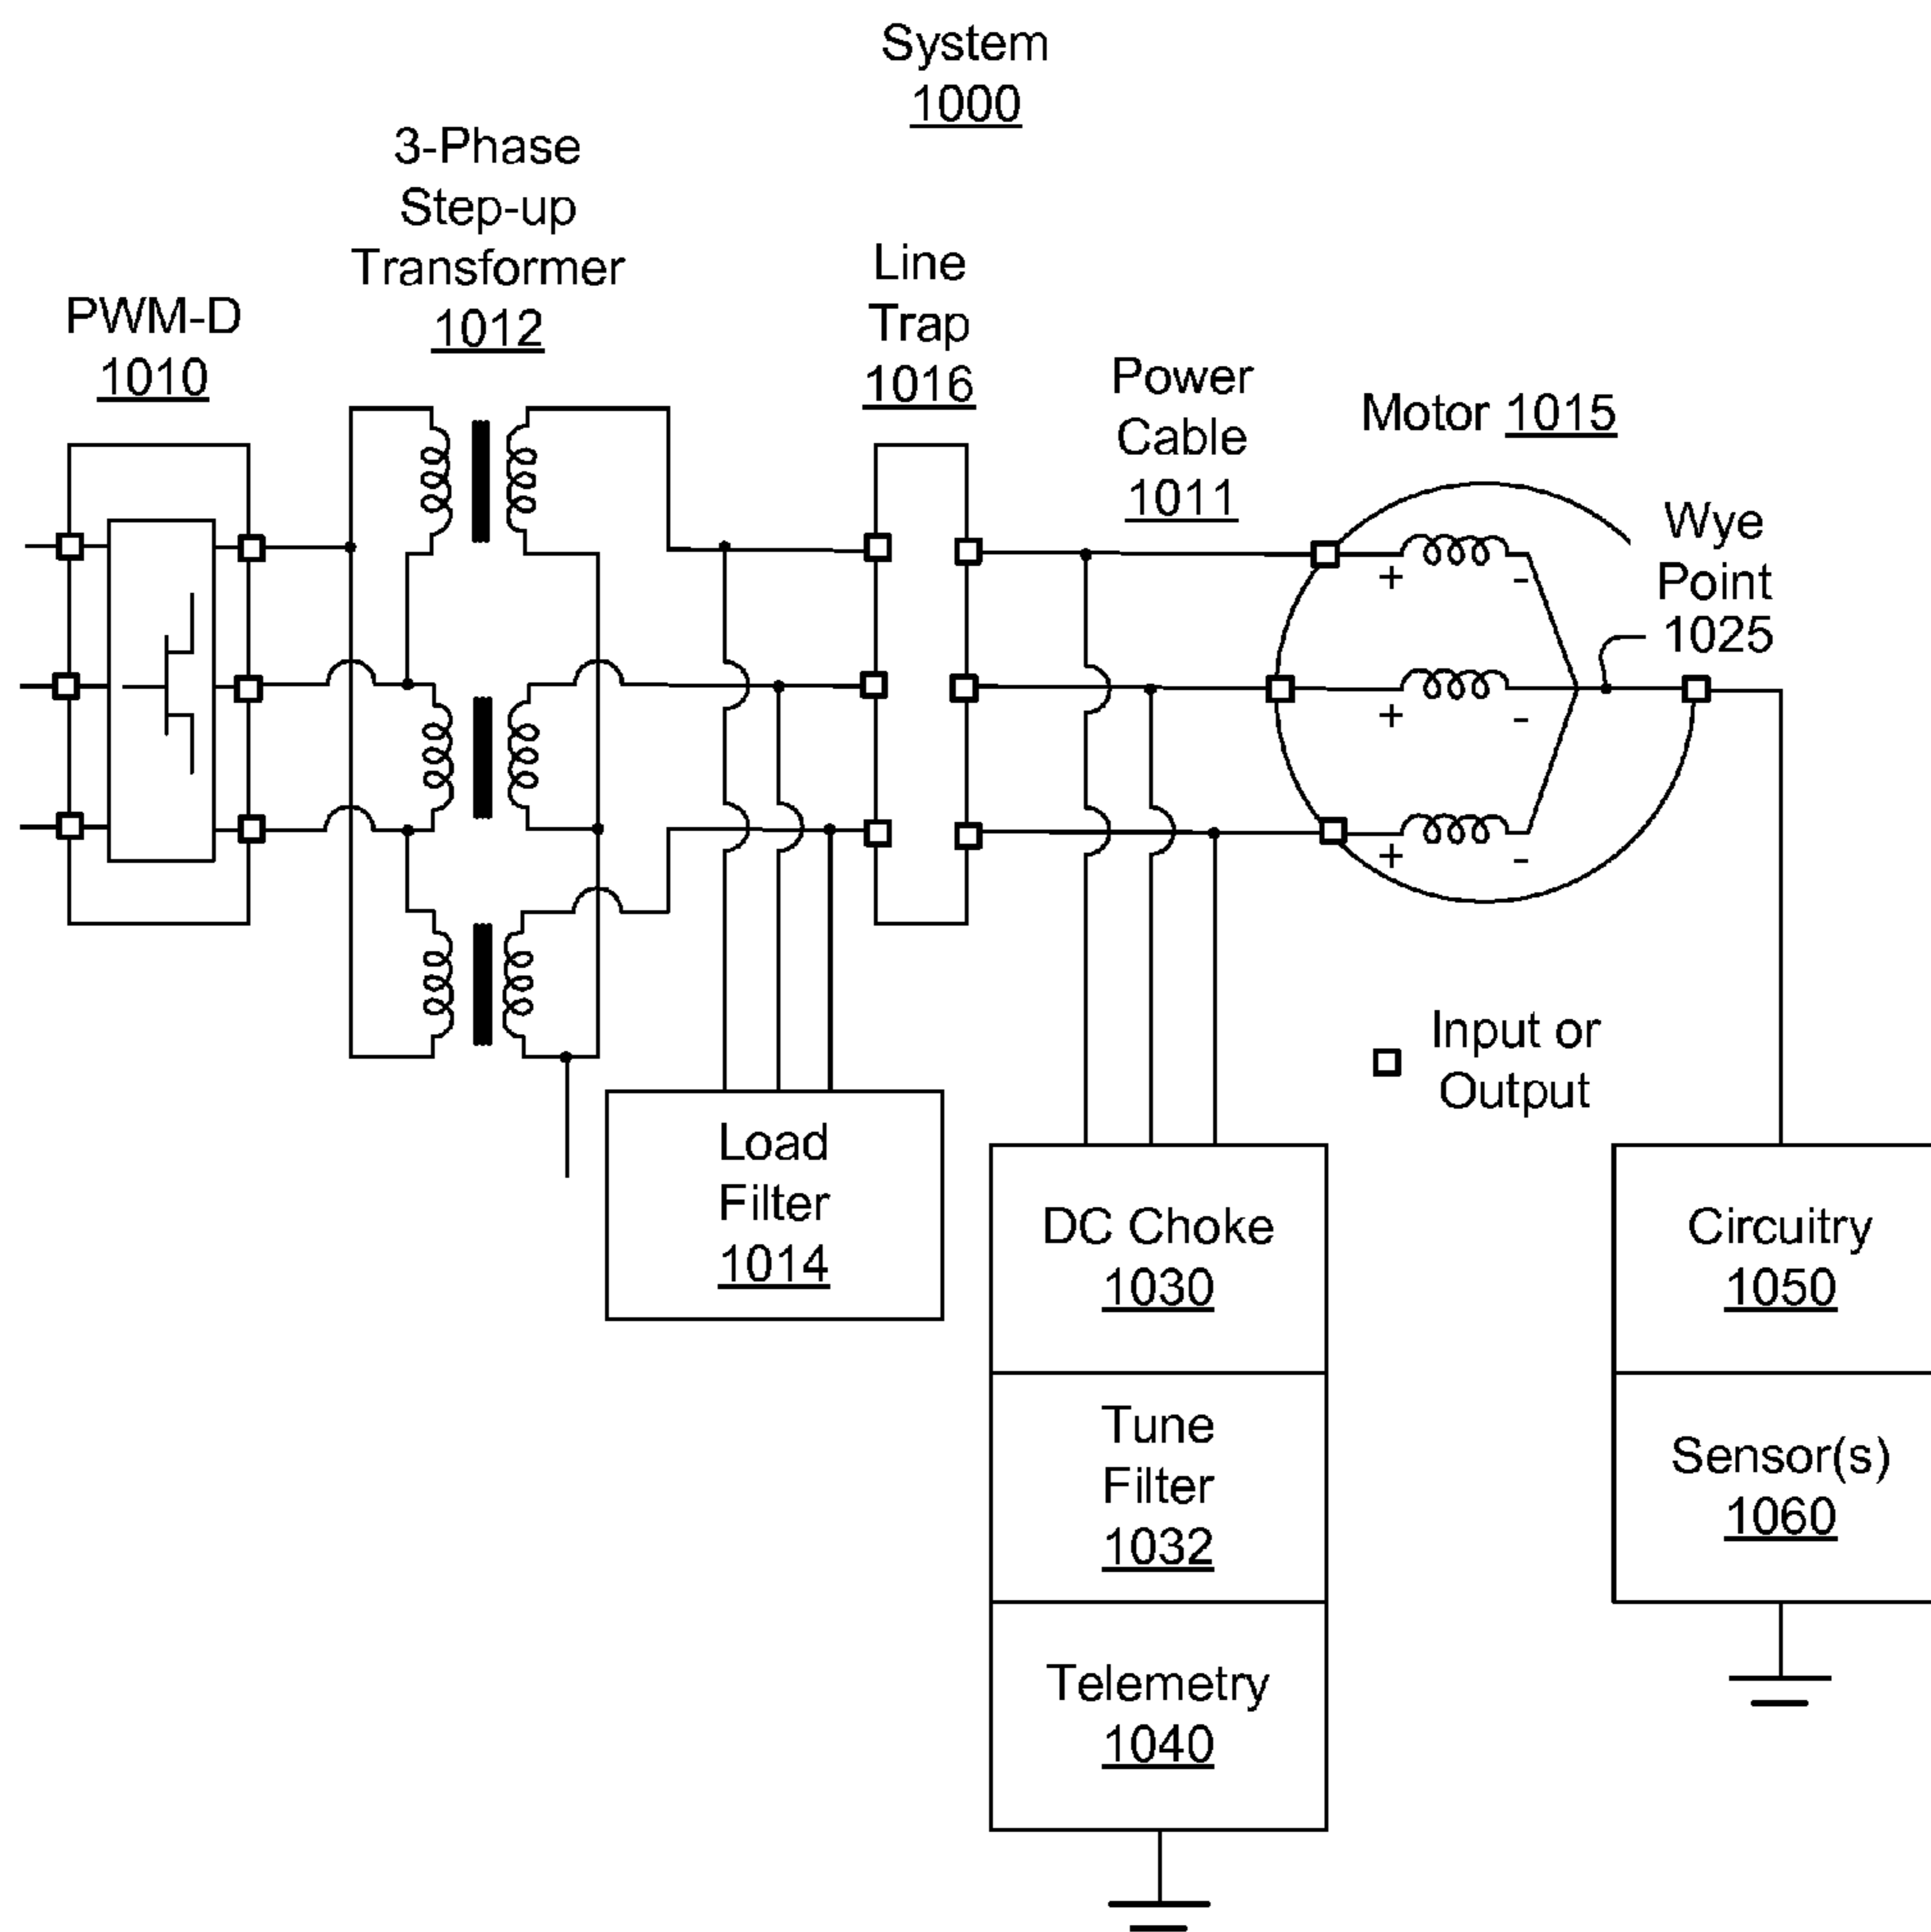 System
1000
3-Phase
Step-up
Transformer
1012
PWM-D
1010
Line
Trap
1016
Power
Cable
1011
Motor 1015
Wye
Point
1025
+
-
+
-
+
-
Input or
Output
Load
Filter
1014
DC Choke
1030
Tune
Filter
1032
Telemetry
1040
Circuitry
1050
Sensor(s)
1060